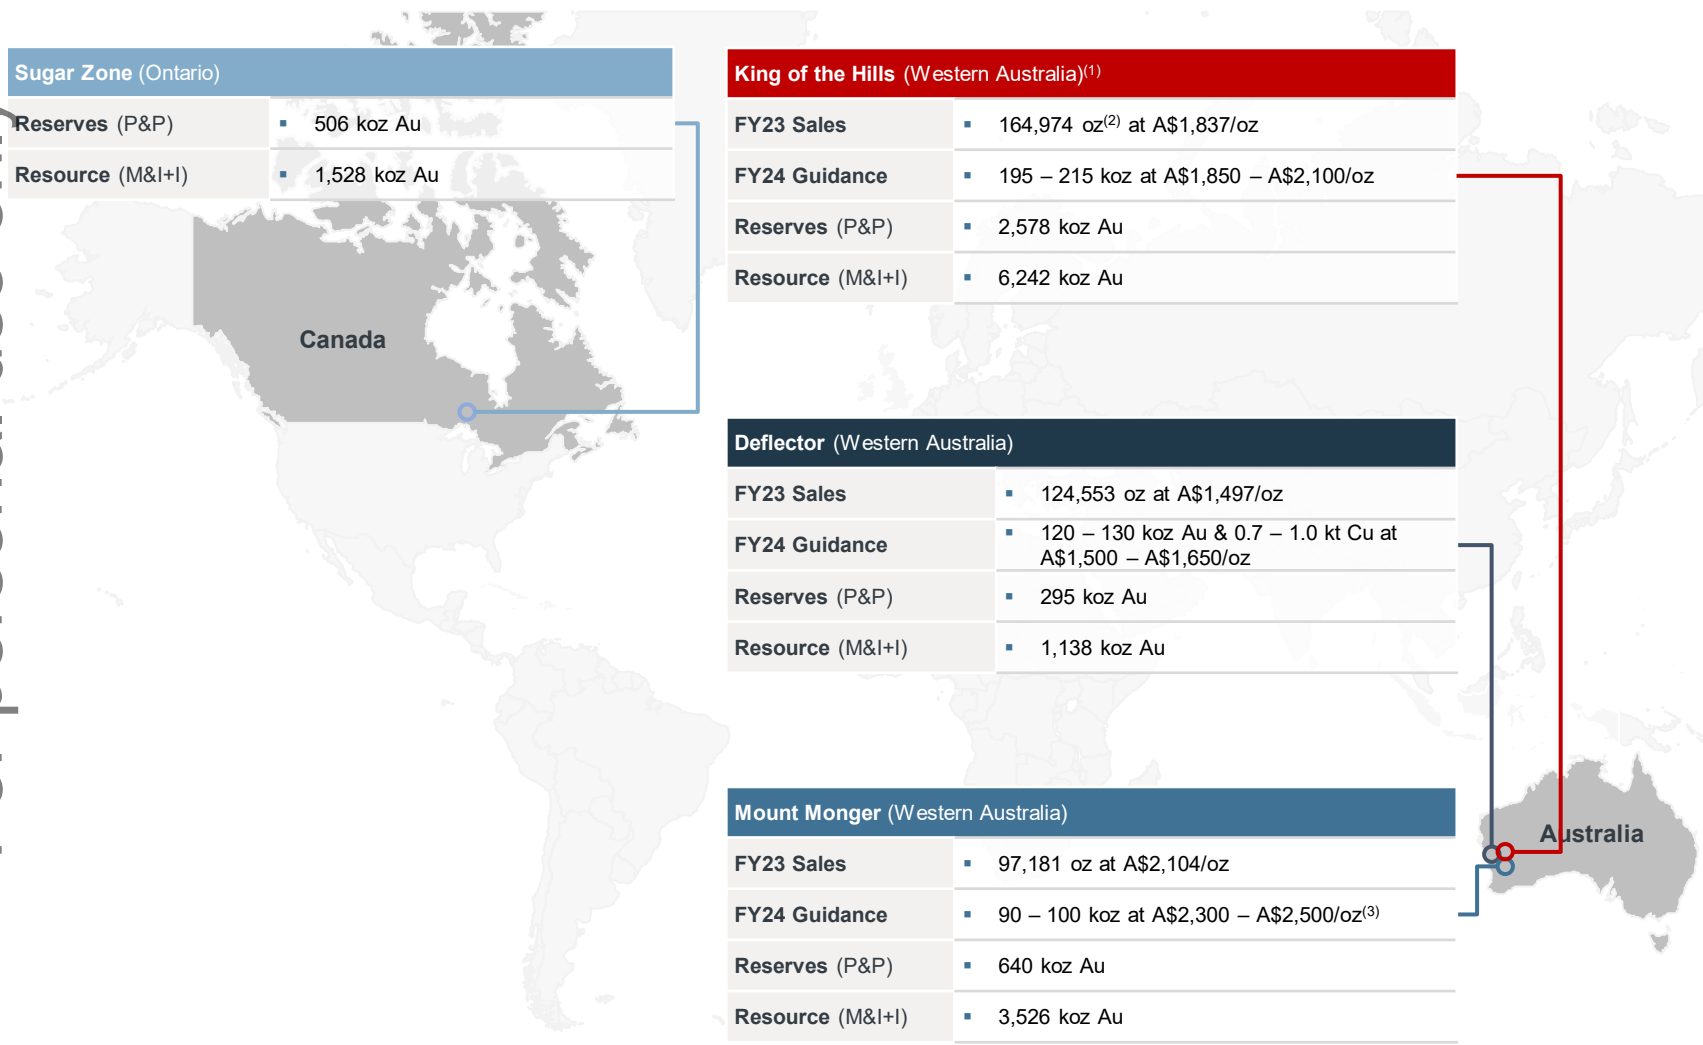 Sugar Zone (Ontario)
Reserves (P&P) ▪ 506 koz Au
Resource (M&I+I) ▪ 1,528 koz Au
King of the Hills (Western Australia)(1)
FY23 Sales ▪ 164,974 oz(2) at A$1,837/oz
FY24 Guidance ▪ 195 – 215 koz at A$1,850 – A$2,100/oz
Reserves (P&P) ▪ 2,578 koz Au
Resource (M&I+I) ▪ 6,242 koz Au
Canada
Deflector (Western Australia)
FY23 Sales ▪ 124,553 oz at A$1,497/oz
FY24 Guidance ▪ 120 – 130 koz Au & 0.7 – 1.0 kt Cu at
A$1,500 – A$1,650/oz
Reserves (P&P) ▪ 295 koz Au
Resource (M&I+I) ▪ 1,138 koz Au
Mount Monger (Western Australia)
FY23 Sales ▪ 97,181 oz at A$2,104/oz
FY24 Guidance ▪ 90 – 100 koz at A$2,300 – A$2,500/oz(3)
Reserves (P&P) ▪ 640 koz Au
Resource (M&I+I) ▪ 3,526 koz Au
Australia